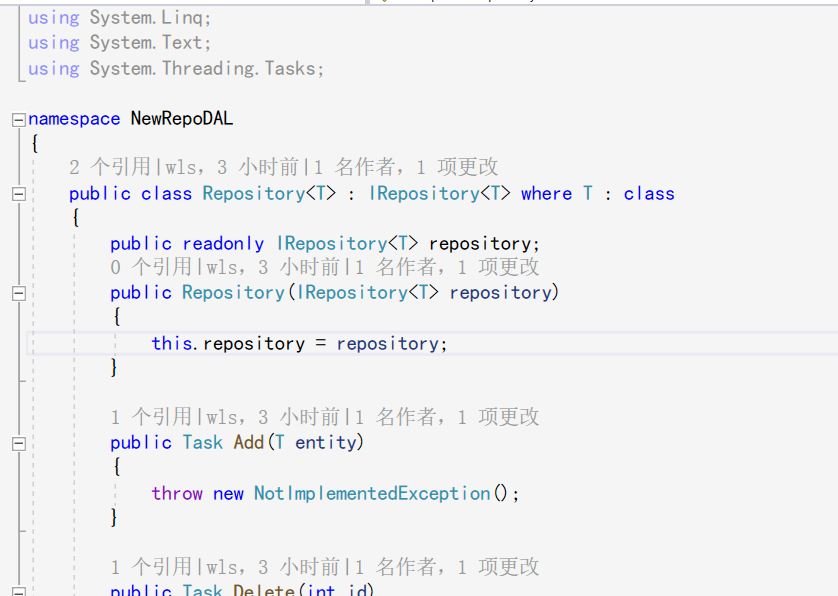 using System.Linq;
using System.Text;
using System.Threading.Tasks;
namespace NewRepoDAL
{
2 个引用|wls，3 小时前|1 名作者，1 项更改
public class Repository<T> : IRepository<T> where T : class
{
public readonly IRepository<T> repository;
0 个引用|wls，3 小时前|1 名作者，1 项更改
public Repository(IRepository<T> repository)
{
this.repository = repository;
}
1 个引用|wls，3 小时前|1 名作者，1 项更改
public Task Add(T entity)
{
throw new NotImplementedException();
}
1 个引用|wls，3 小时前|1 名作者，1 项更改
public Task Delete(int id)